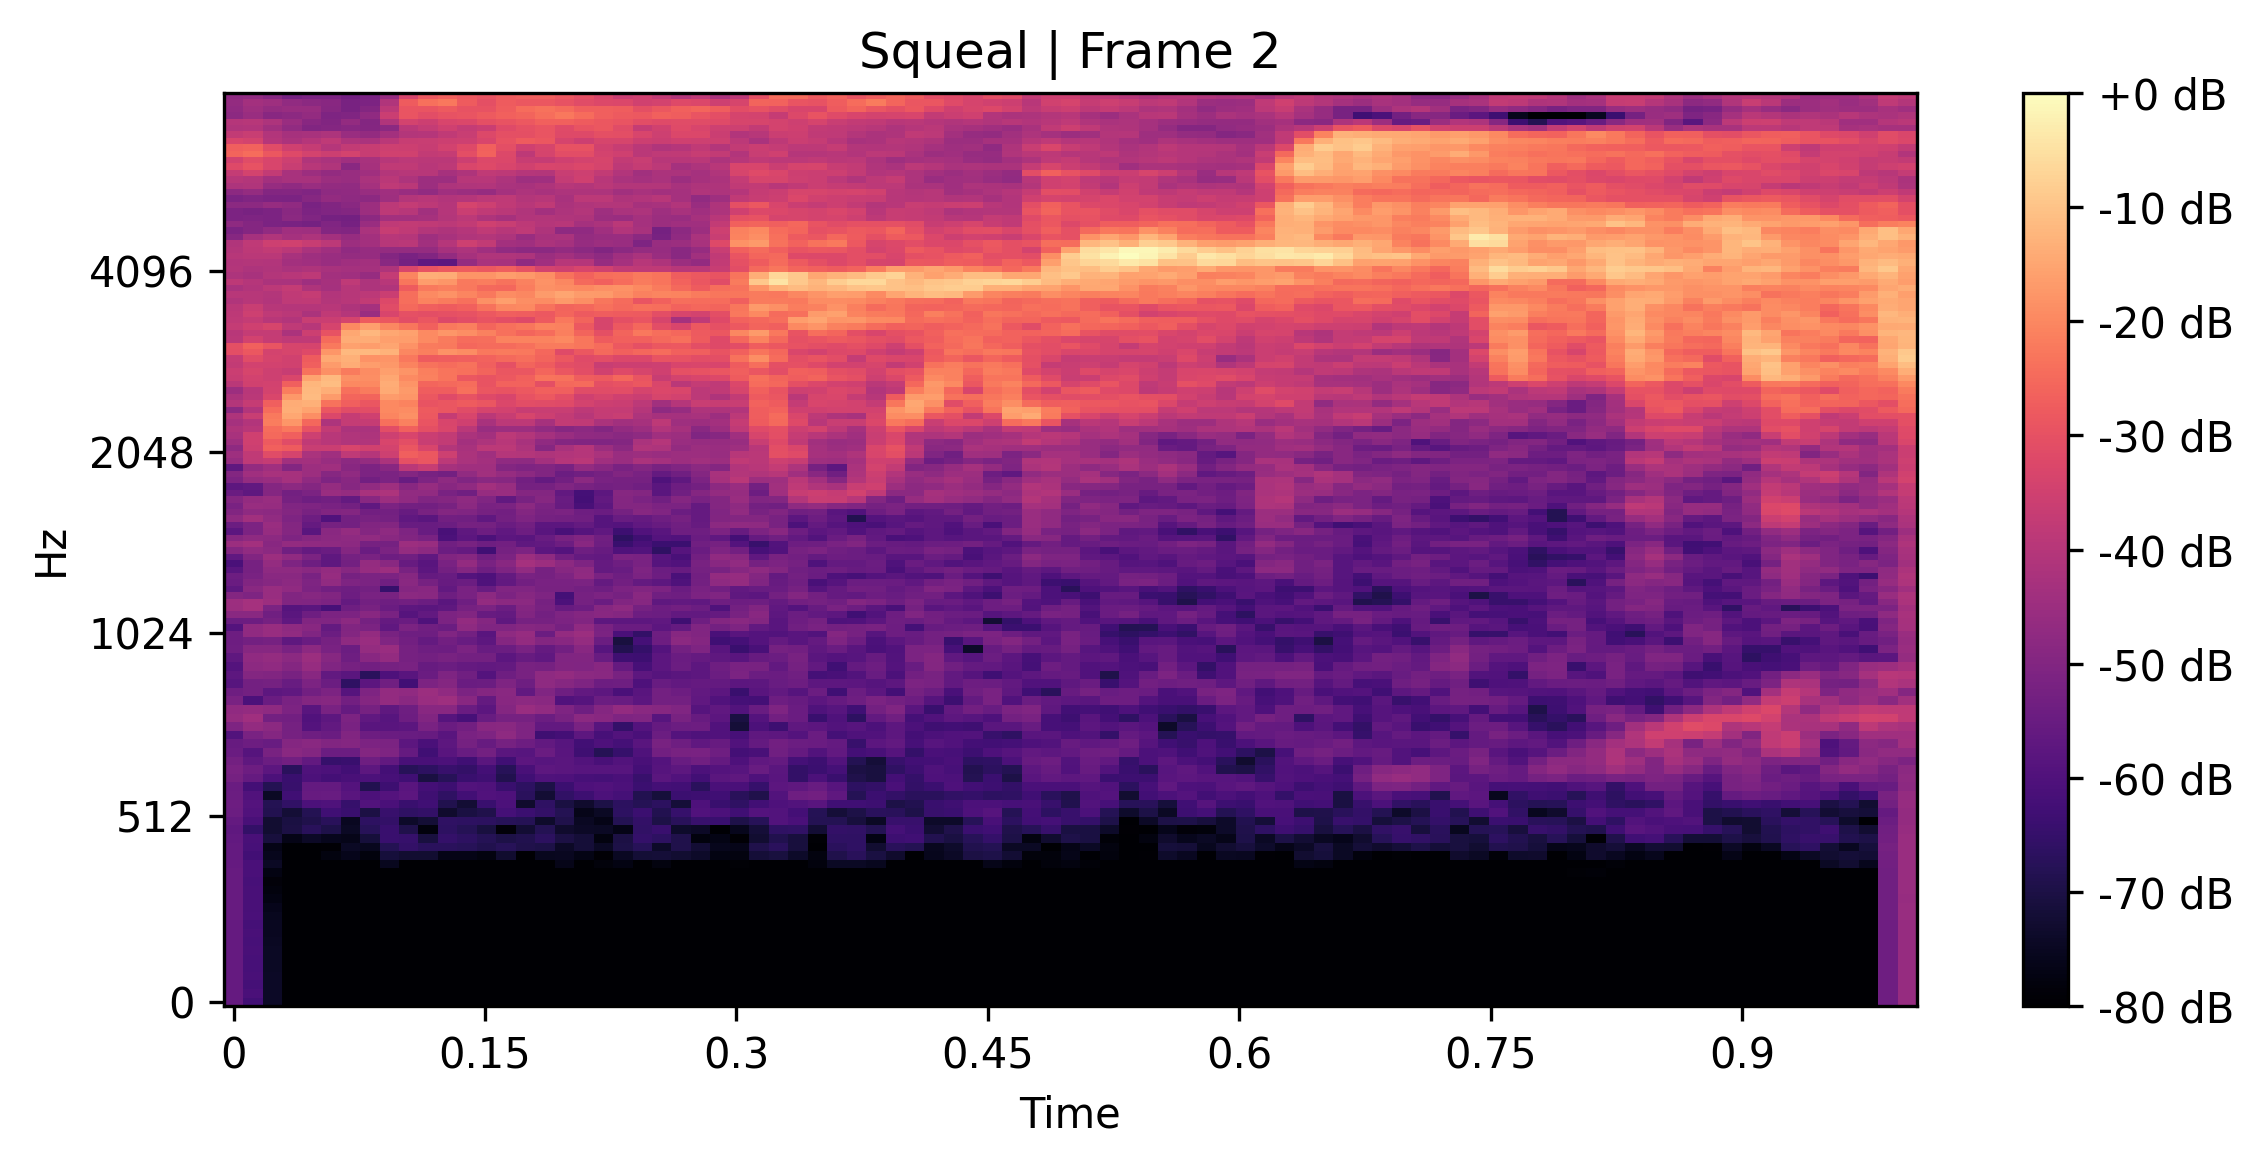 Squeal | Frame 2
Hz
4096
2048
1024
512
0
0 0.15 0.3 0.45 0.6 0.75 0.9
Time
+0 dB
-10 dB
-20 dB
-30 dB
-40 dB
-50 dB
-60 dB
-70 dB
-80 dB